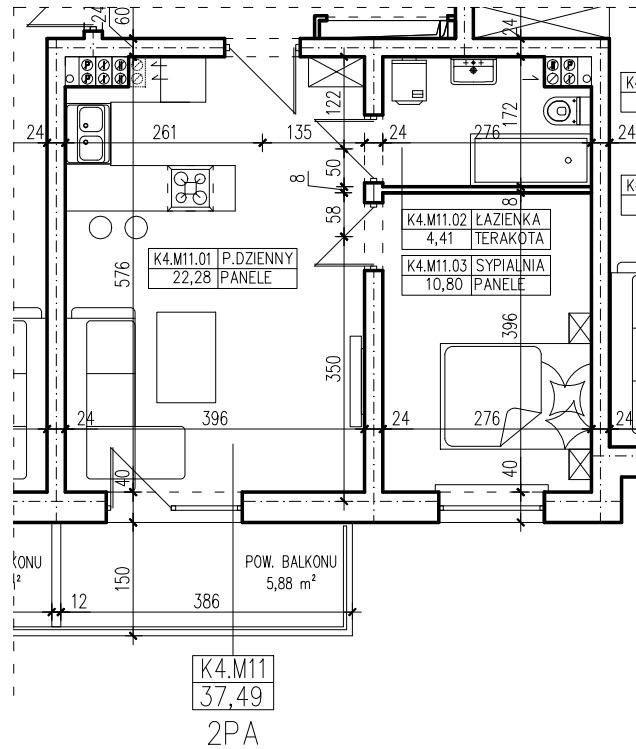 24
60
24
122
24
261
135
24
276
24
172
50
8
58
8
K4.M11.02 ŁAZIENKA
4,41 TERAKOTA
K4.M11.01 P.DZIENNY
22,28 PANELE
K4.M11.03 SYPIALNIA
10,80 PANELE
576
396
350
24
396
24
276
24
40
40
KONU
POW. BALKONU
5,88 m²
150
12
386
K4.M11
37,49
2PA